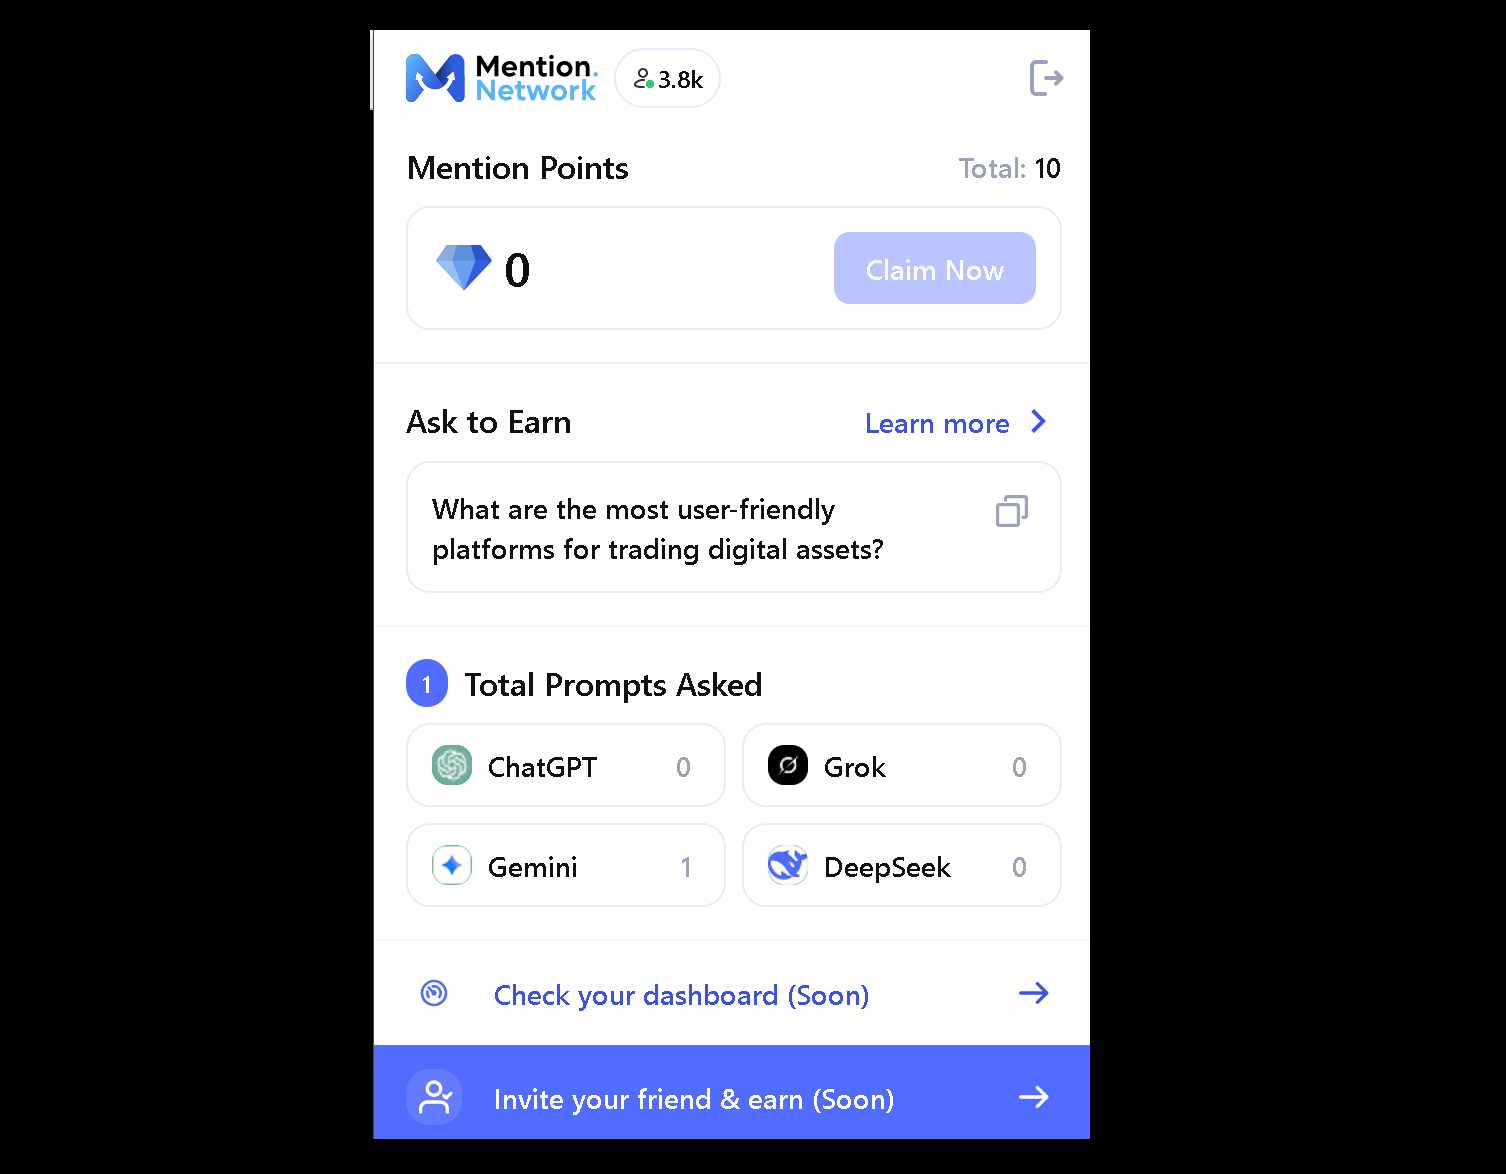 Mention.
Network
3.8k
Mention Points
Total: 10
0
Claim Now
Ask to Earn
Learn more
What are the most user-friendly
platforms for trading digital assets?
1 Total Prompts Asked
ChatGPT 0
Grok 0
Gemini 1
DeepSeek 0
Check your dashboard (Soon)
Invite your friend & earn (Soon)